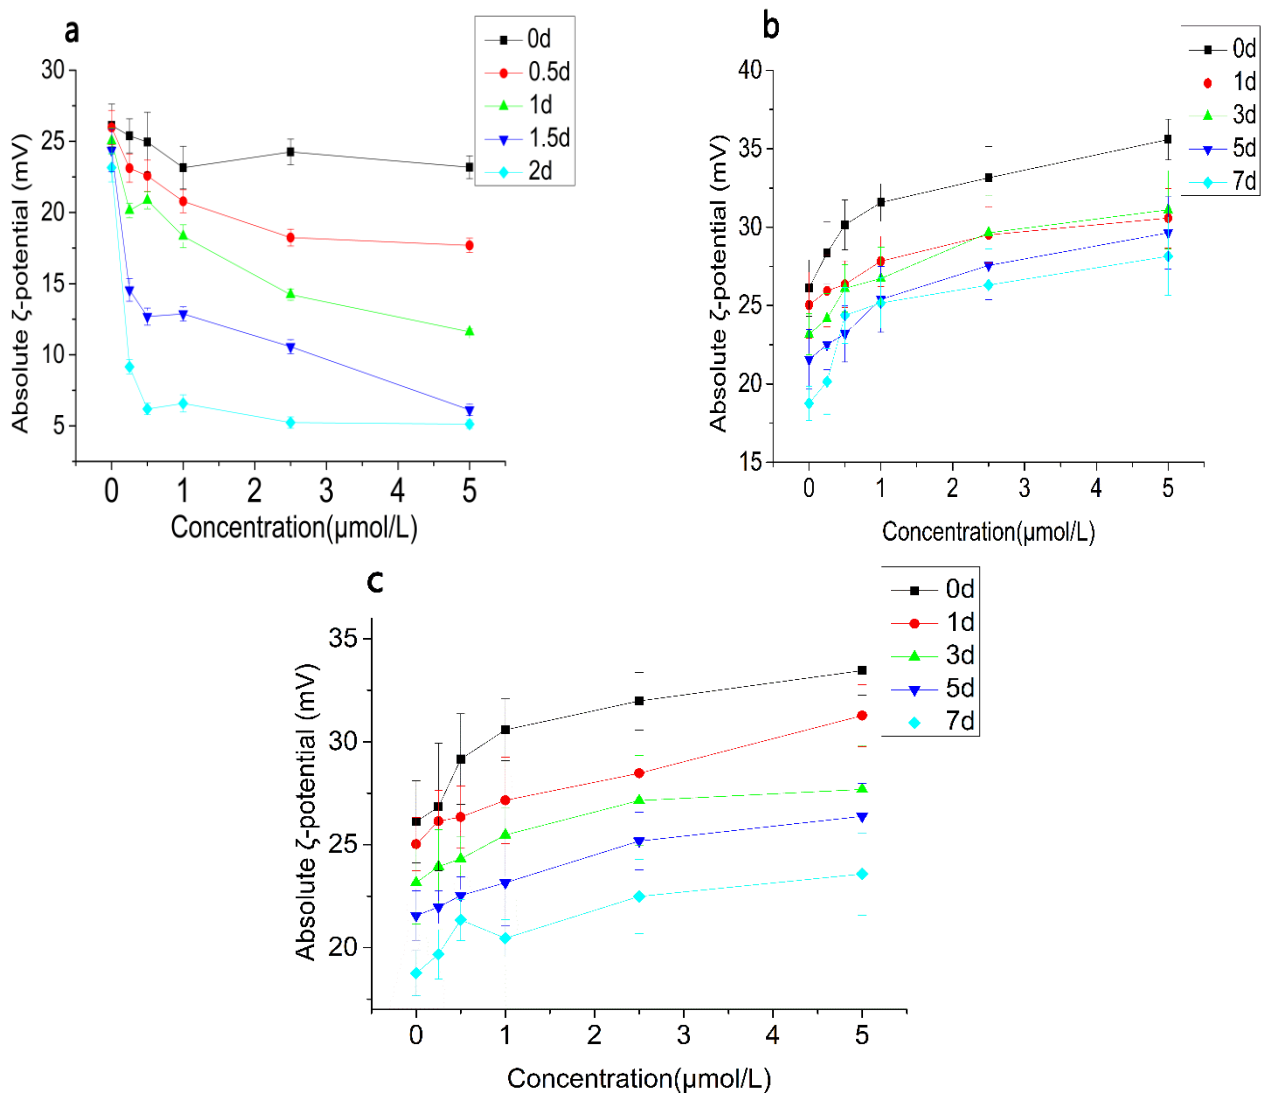 a
0d
0.5d
1d
1.5d
2d
30
25
20
15
10
5
Absolute ζ-potential (mV)
0 1 2 3 4 5
Concentration(μmol/L)
b
0d
1d
3d
5d
7d
40
35
30
25
20
15
Absolute ζ-potential (mV)
0 1 2 3 4 5
Concentration(μmol/L)
c
0d
1d
3d
5d
7d
35
30
25
20
Absolute ζ-potential (mV)
0 1 2 3 4 5
Concentration(μmol/L)